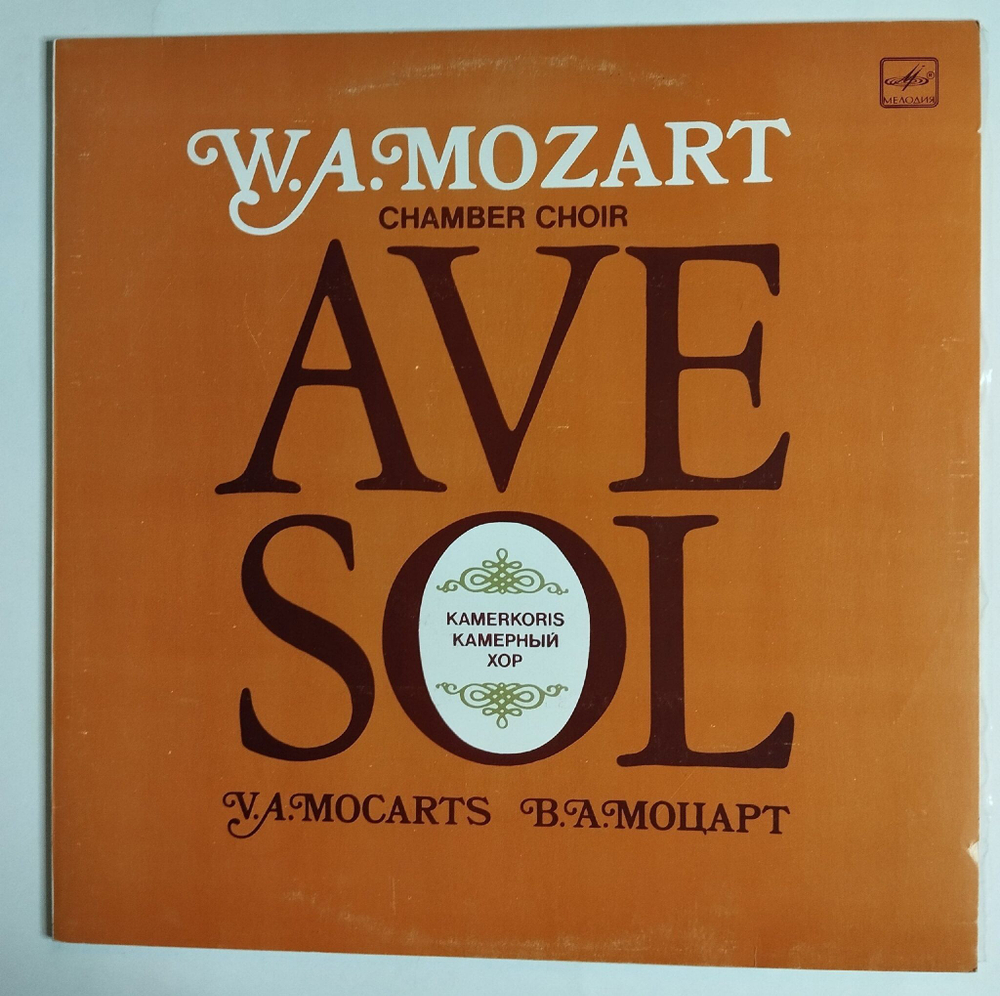 МЕЛОДИЯ
W.A.MOZART
CHAMBER CHOIR
AVE
SOL
KAMERKORIS
КАМЕРНЫЙ
ХОР
V.A.MOCARTS В.А.МОЦАРТ